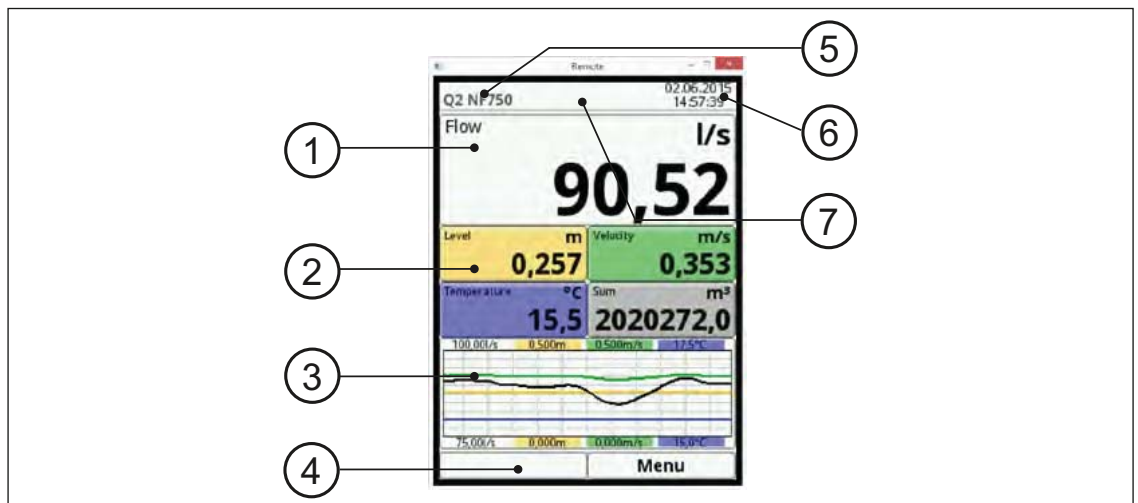 Remote
Q2 NF750
02.06.2015
14:57:39
Flow
l/s
90,52
Level m
0,257
Velocity m/s
0,353
Temperature °C
15,5
Sum m³
2020272,0
100,00l/s 0,500m 0,500m/s 17,5°C
75,00l/s 0,000m 0,000m/s 15,0°C
Menu
1
2
3
4
5
6
7